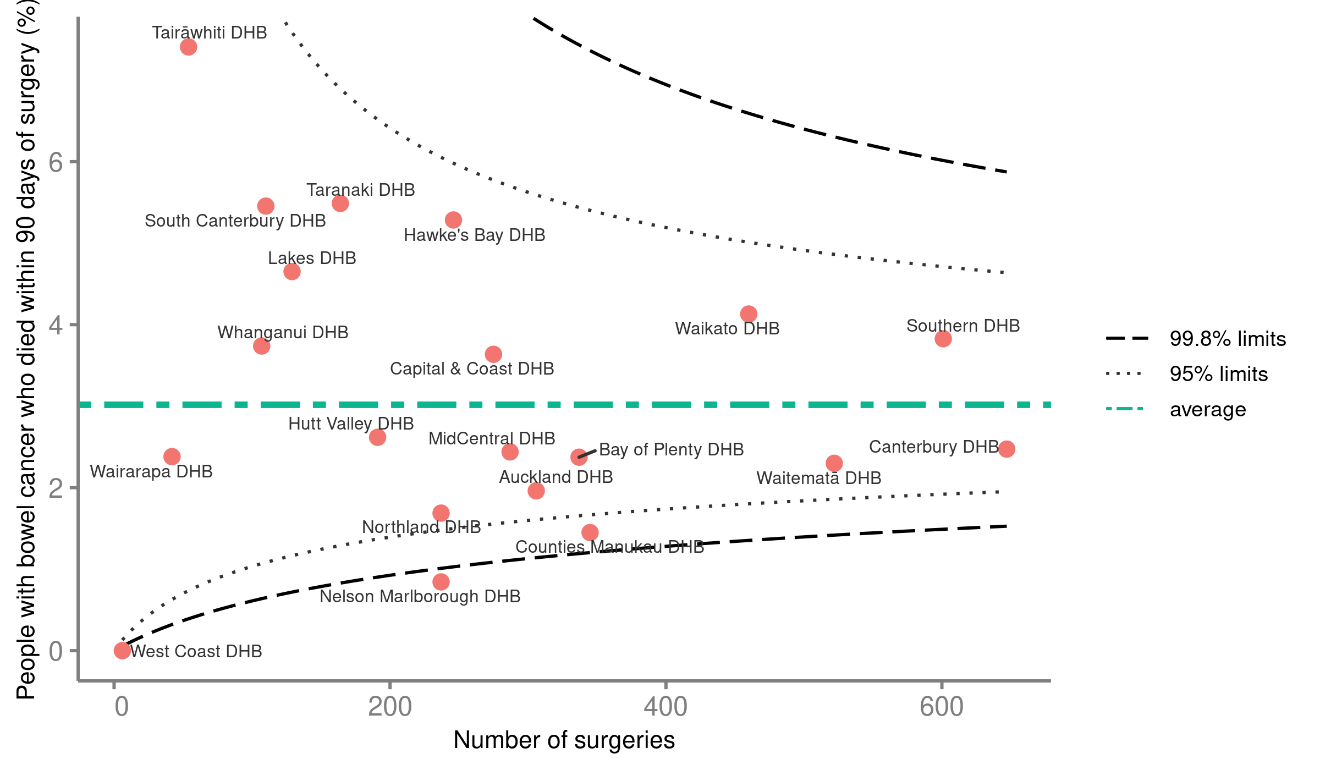 People with bowel cancer who died within 90 days of surgery (%)
Tairāwhiti DHB
6
Taranaki DHB
South Canterbury DHB
Hawke's Bay DHB
Lakes DHB
4
Whanganui DHB
Waikato DHB
Southern DHB
Capital & Coast DHB
99.8% limits
95% limits
average
Hutt Valley DHB
MidCentral DHB
Bay of Plenty DHB
Canterbury DHB
Wairarapa DHB
Auckland DHB
Waitematā DHB
2
Northland DHB
Counties Manukau DHB
Nelson Marlborough DHB
0
West Coast DHB
0
200
400
600
Number of surgeries